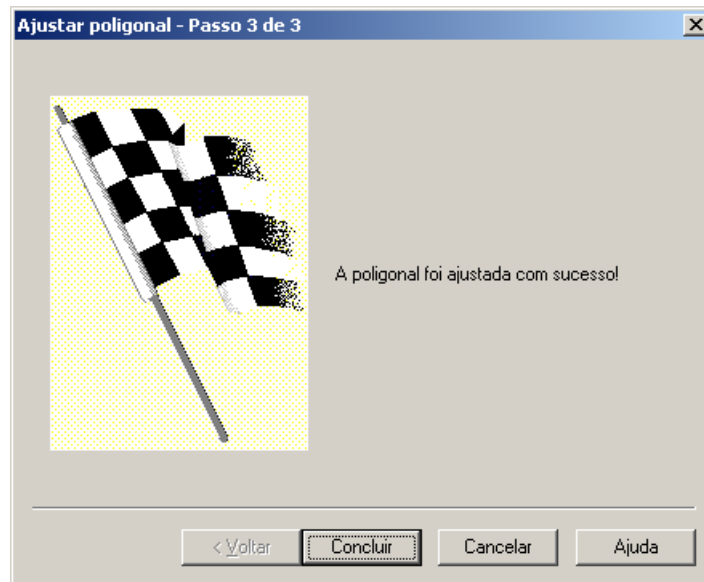 Ajustar poligonal - Passo 3 de 3
A poligonal foi ajustada com sucesso!
< Voltar
Concluir
Cancelar
Ajuda